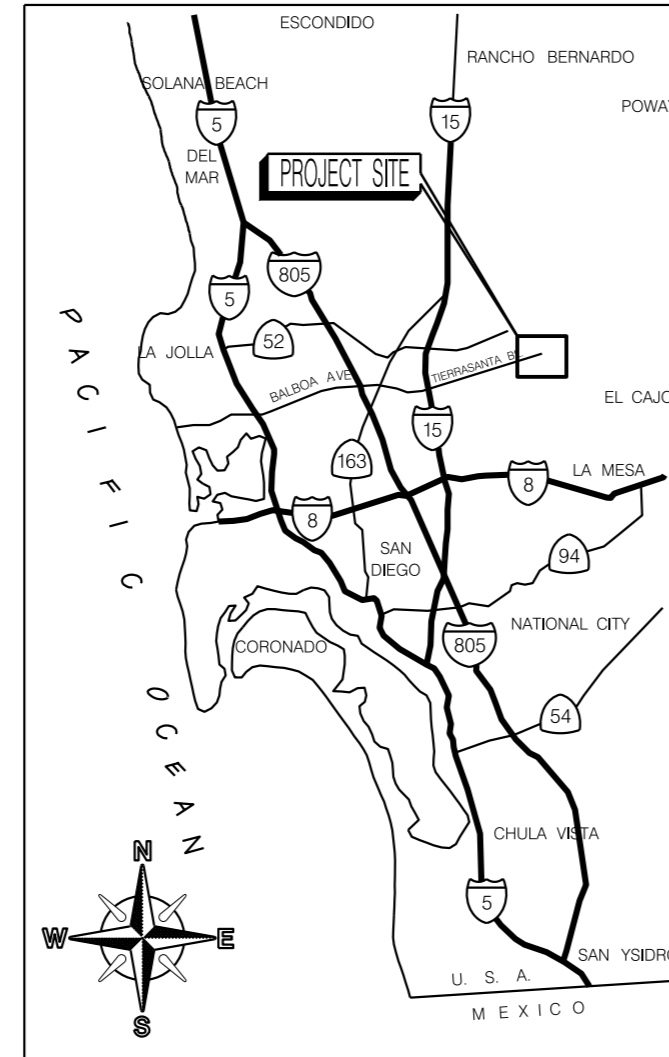 ESCONDIDO
RANCHO BERNARDO
SOLANA BEACH
POWAY
5
15
DEL
MAR
PROJECT SITE
805
5
52
LA JOLLA
TIERRASANTA BL.
BALBOA AVE
EL CAJO
15
163
LA MESA
8
8
SAN
DIEGO
94
NATIONAL CITY
805
CORONADO
54
PACIFIC
OCEAN
CHULA VISTA
5
N
W
E
S
SAN YSIDRO
U. S. A.
MEXICO